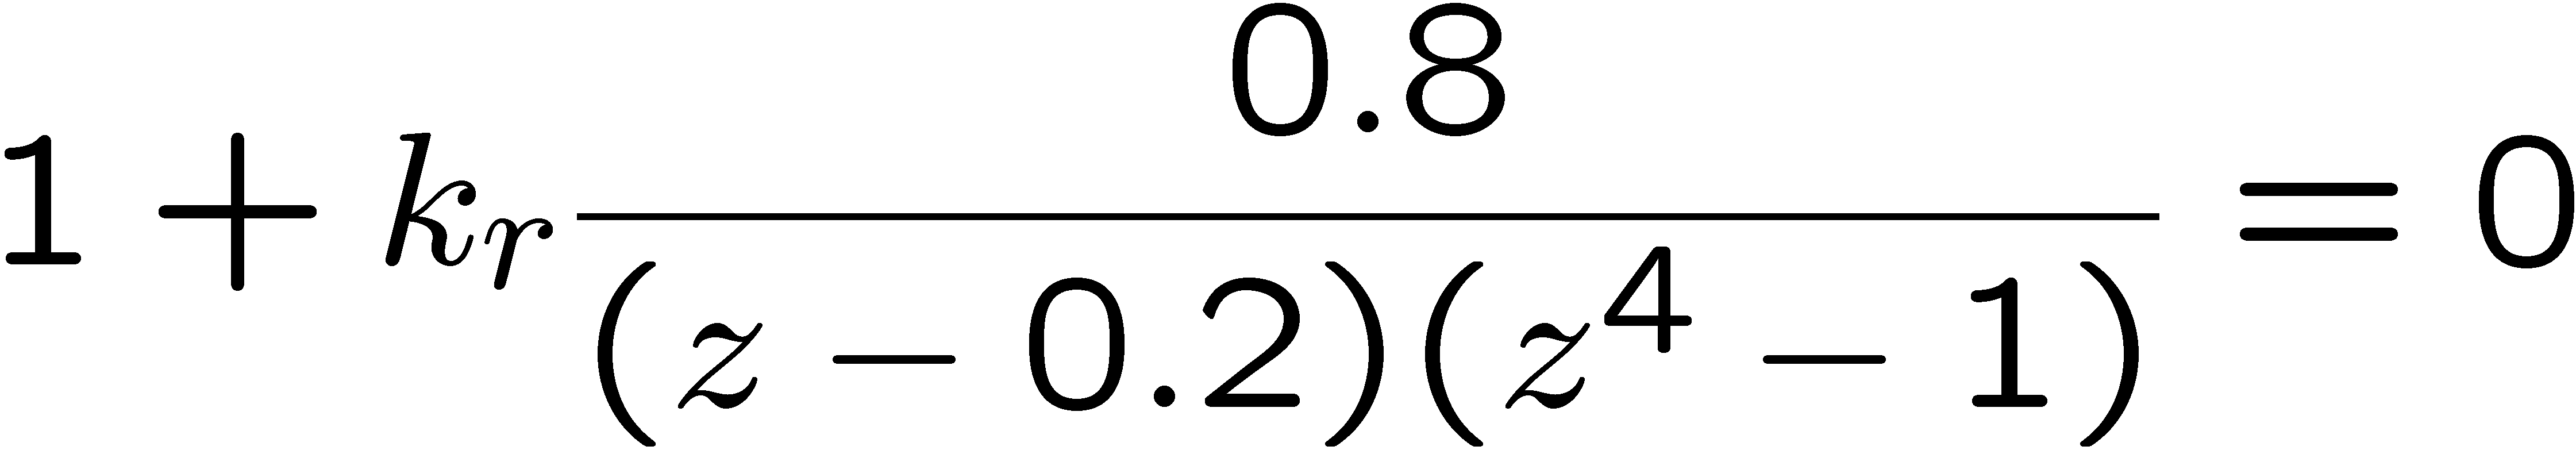 $1 + k_r \frac{0.8}{(z - 0.2)(z^4 - 1)} = 0$